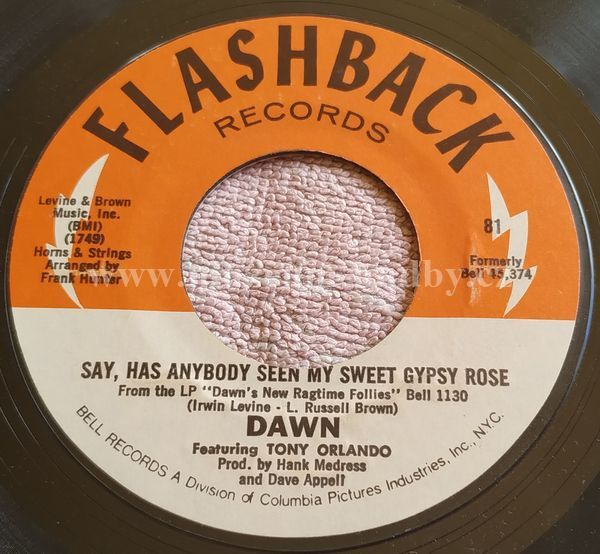 FLASHBACK
RECORDS
Levine & Brown
Music, Inc.
(BMI)
(1749)
Horns & Strings
Arranged by
Frank Hunter
81
Formerly
Bell 45,374
SAY, HAS ANYBODY SEEN MY SWEET GYPSY ROSE
From the LP "Dawn's New Ragtime Follies" Bell 1130
(Irwin Levine - L. Russell Brown)
DAWN
Featuring TONY ORLANDO
Prod. by Hank Medress
and Dave Appell
BELL RECORDS A Division of Columbia Pictures Industries, Inc., N.Y.C.